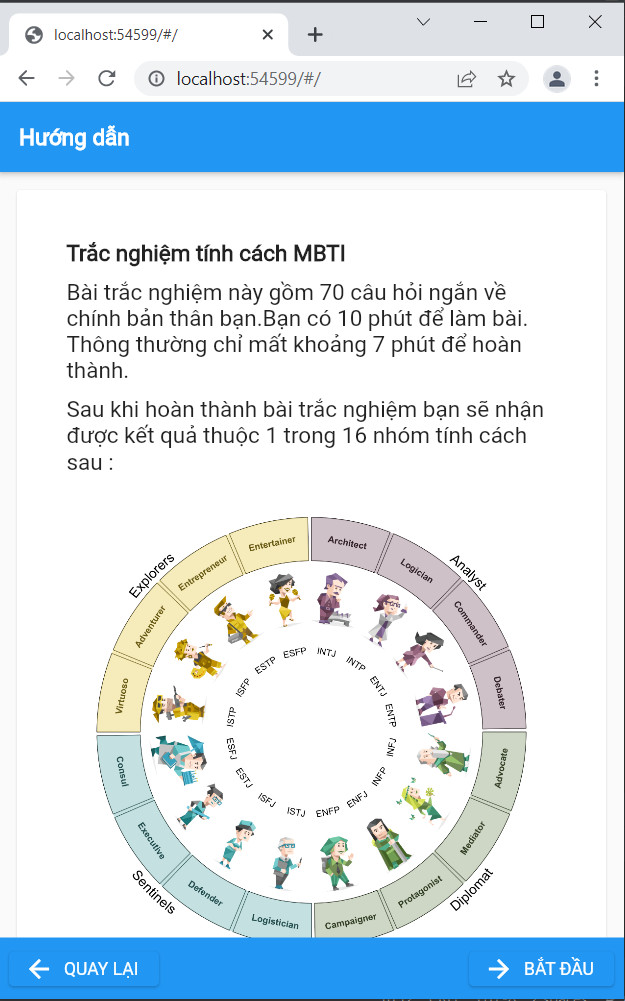 localhost:54599/#/
localhost:54599/#/
Hướng dẫn
Trắc nghiệm tính cách MBTI
Bài trắc nghiệm này gồm 70 câu hỏi ngắn về
chính bản thân bạn.Bạn có 10 phút để làm bài.
Thông thường chỉ mất khoảng 7 phút để hoàn
thành.
Sau khi hoàn thành bài trắc nghiệm bạn sẽ nhận
được kết quả thuộc 1 trong 16 nhóm tính cách
sau :
Explorers
Analyst
Sentinels
Diplomat
Entertainer
Architect
Logician
Commander
Debater
Advocate
Mediator
Protagonist
Campaigner
Logistician
Defender
Executive
Consul
Virtuoso
Adventurer
Entrepreneur
ESFP
INTJ
INTP
ENTJ
ENTP
INFJ
INFP
ENFJ
ENFP
ISTJ
ISFJ
ESTJ
ESFJ
ISTP
ISFP
ESTP
QUAY LẠI
BẮT ĐẦU